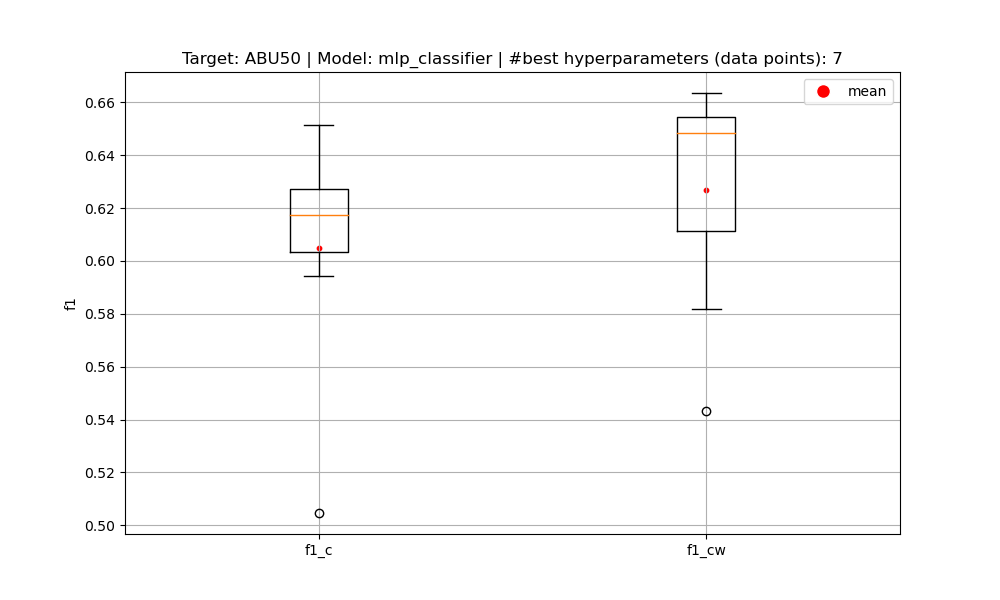 Target: ABU50 | Model: mlp_classifier | #best hyperparameters (data points): 7
mean
f1
0.66
0.64
0.62
0.60
0.58
0.56
0.54
0.52
0.50
f1_c
f1_cw